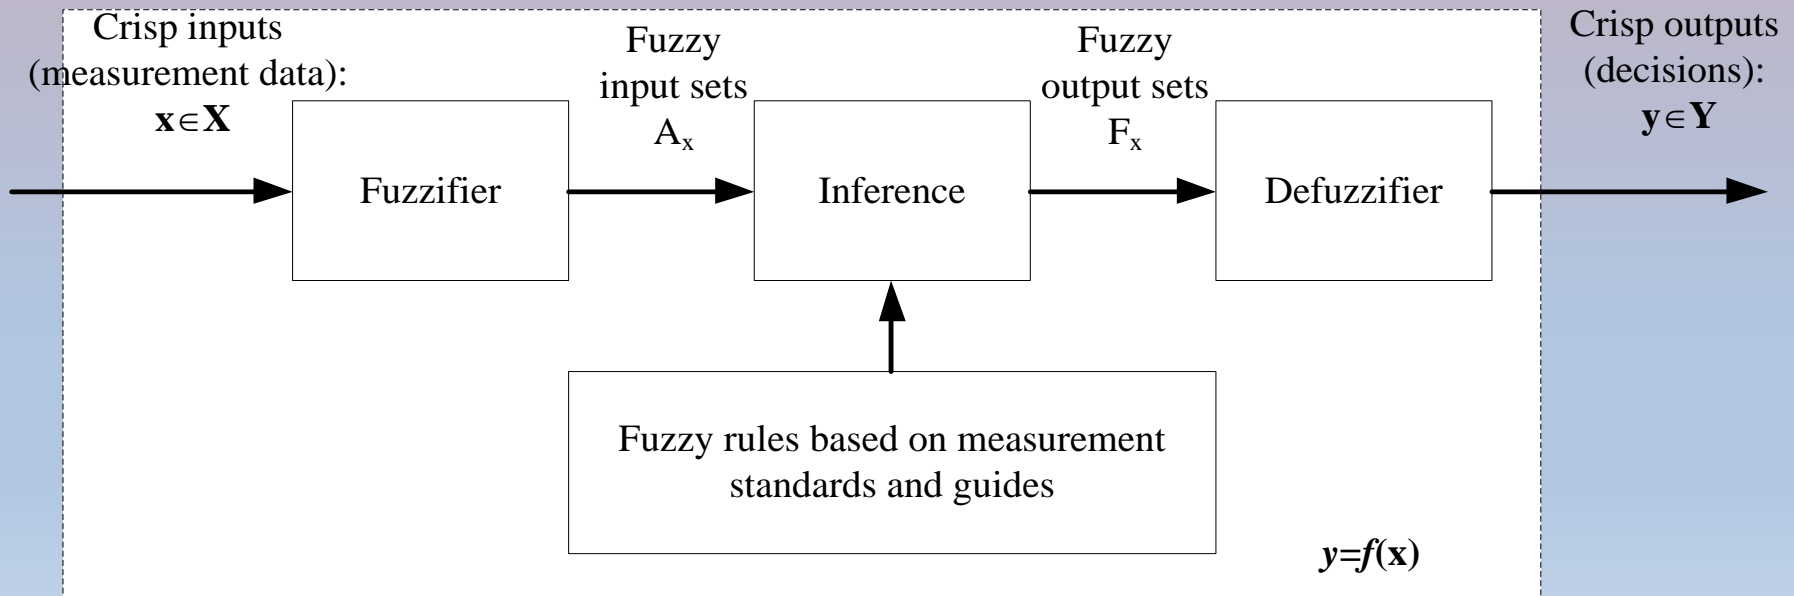 Crisp inputs
(measurement data):
x∈X
Fuzzy
input sets
Aₓ
Fuzzy
output sets
Fₓ
Crisp outputs
(decisions):
y∈Y
Fuzzifier
Inference
Defuzzifier
Fuzzy rules based on measurement
standards and guides
y=f(x)